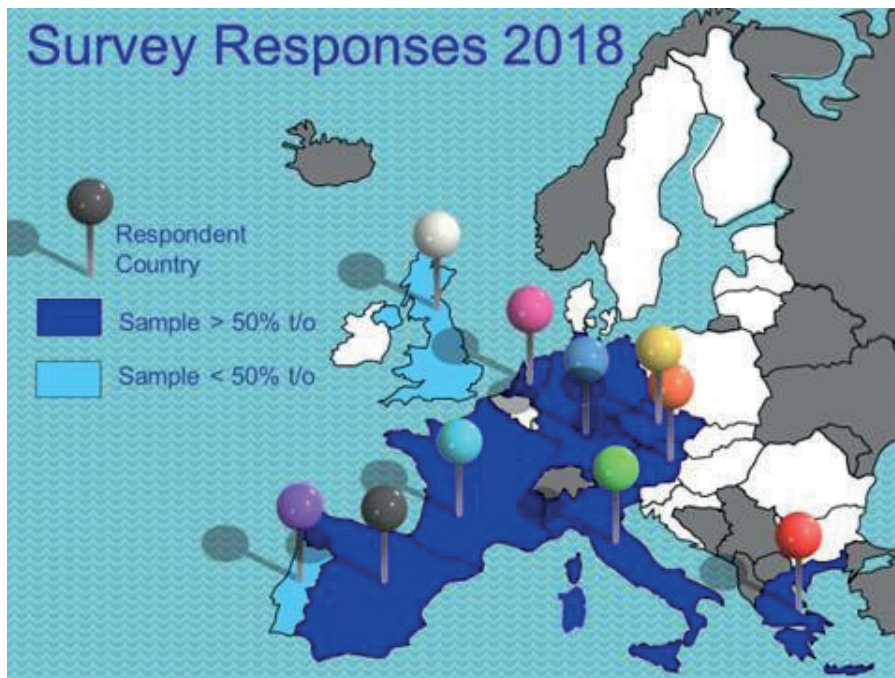 Survey Responses 2018
Respondent
Country
Sample > 50% t/o
Sample < 50% t/o